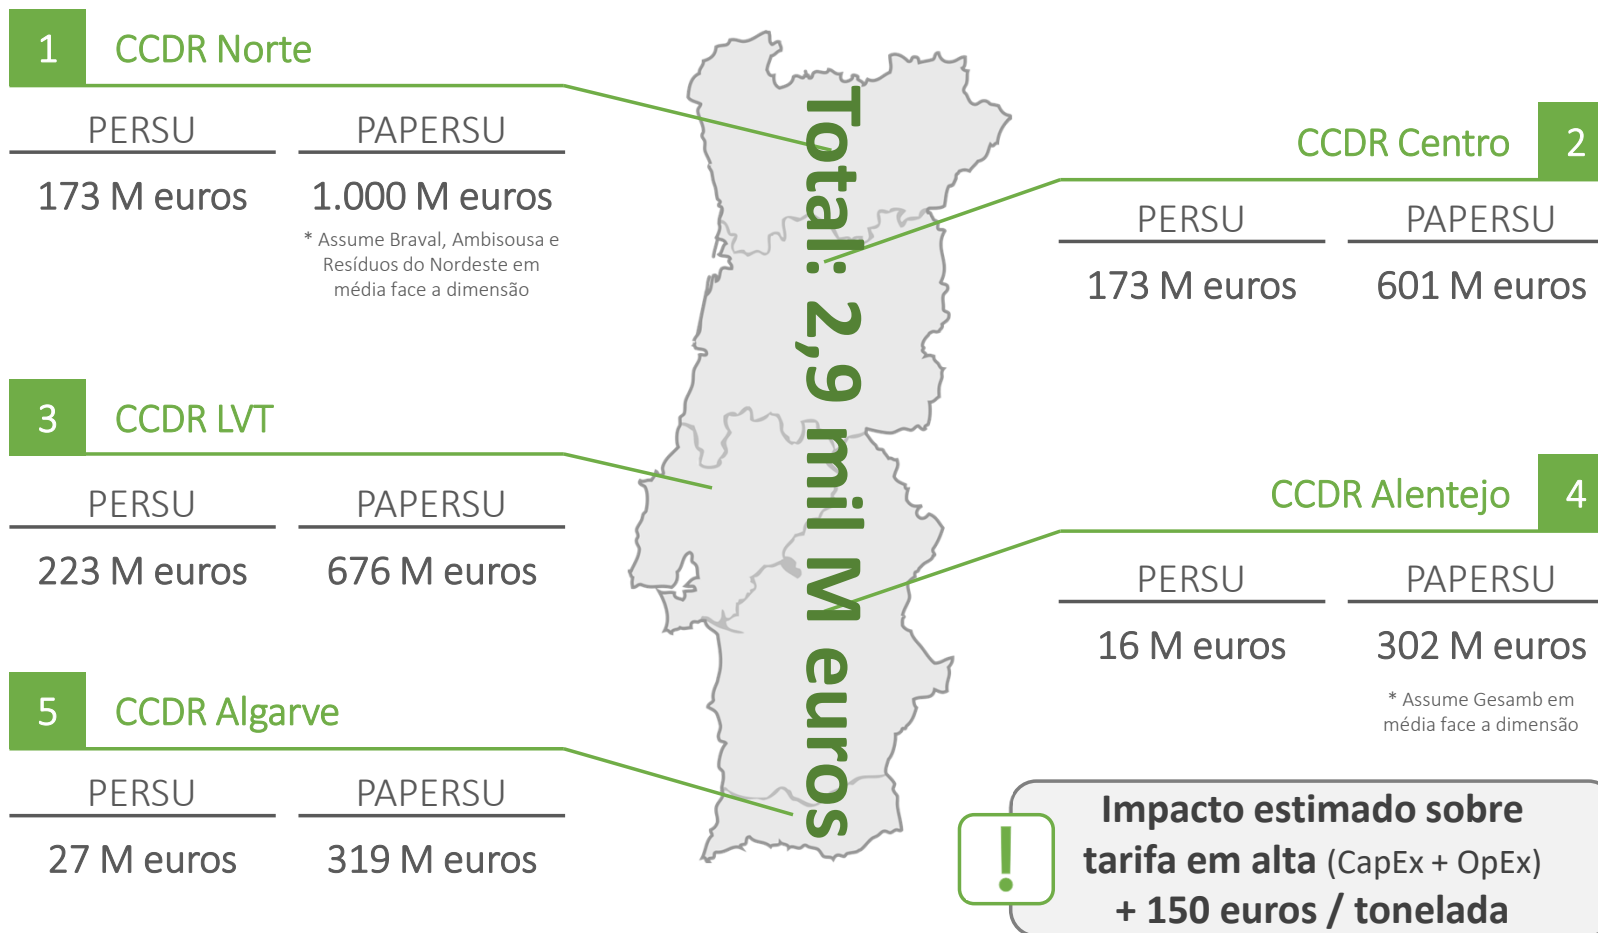 1 CCDR Norte
PERSU PAPERSU
173 M euros 1.000 M euros
* Assume Braval, Ambisousa e
Resíduos do Nordeste em
média face a dimensão
CCDR Centro 2
PERSU PAPERSU
173 M euros 601 M euros
3 CCDR LVT
PERSU PAPERSU
223 M euros 676 M euros
CCDR Alentejo 4
PERSU PAPERSU
16 M euros 302 M euros
* Assume Gesamb em
média face a dimensão
5 CCDR Algarve
PERSU PAPERSU
27 M euros 319 M euros
Total: 2,9 mil M euros
!
Impacto estimado sobre
tarifa em alta (CapEx + OpEx)
+ 150 euros / tonelada